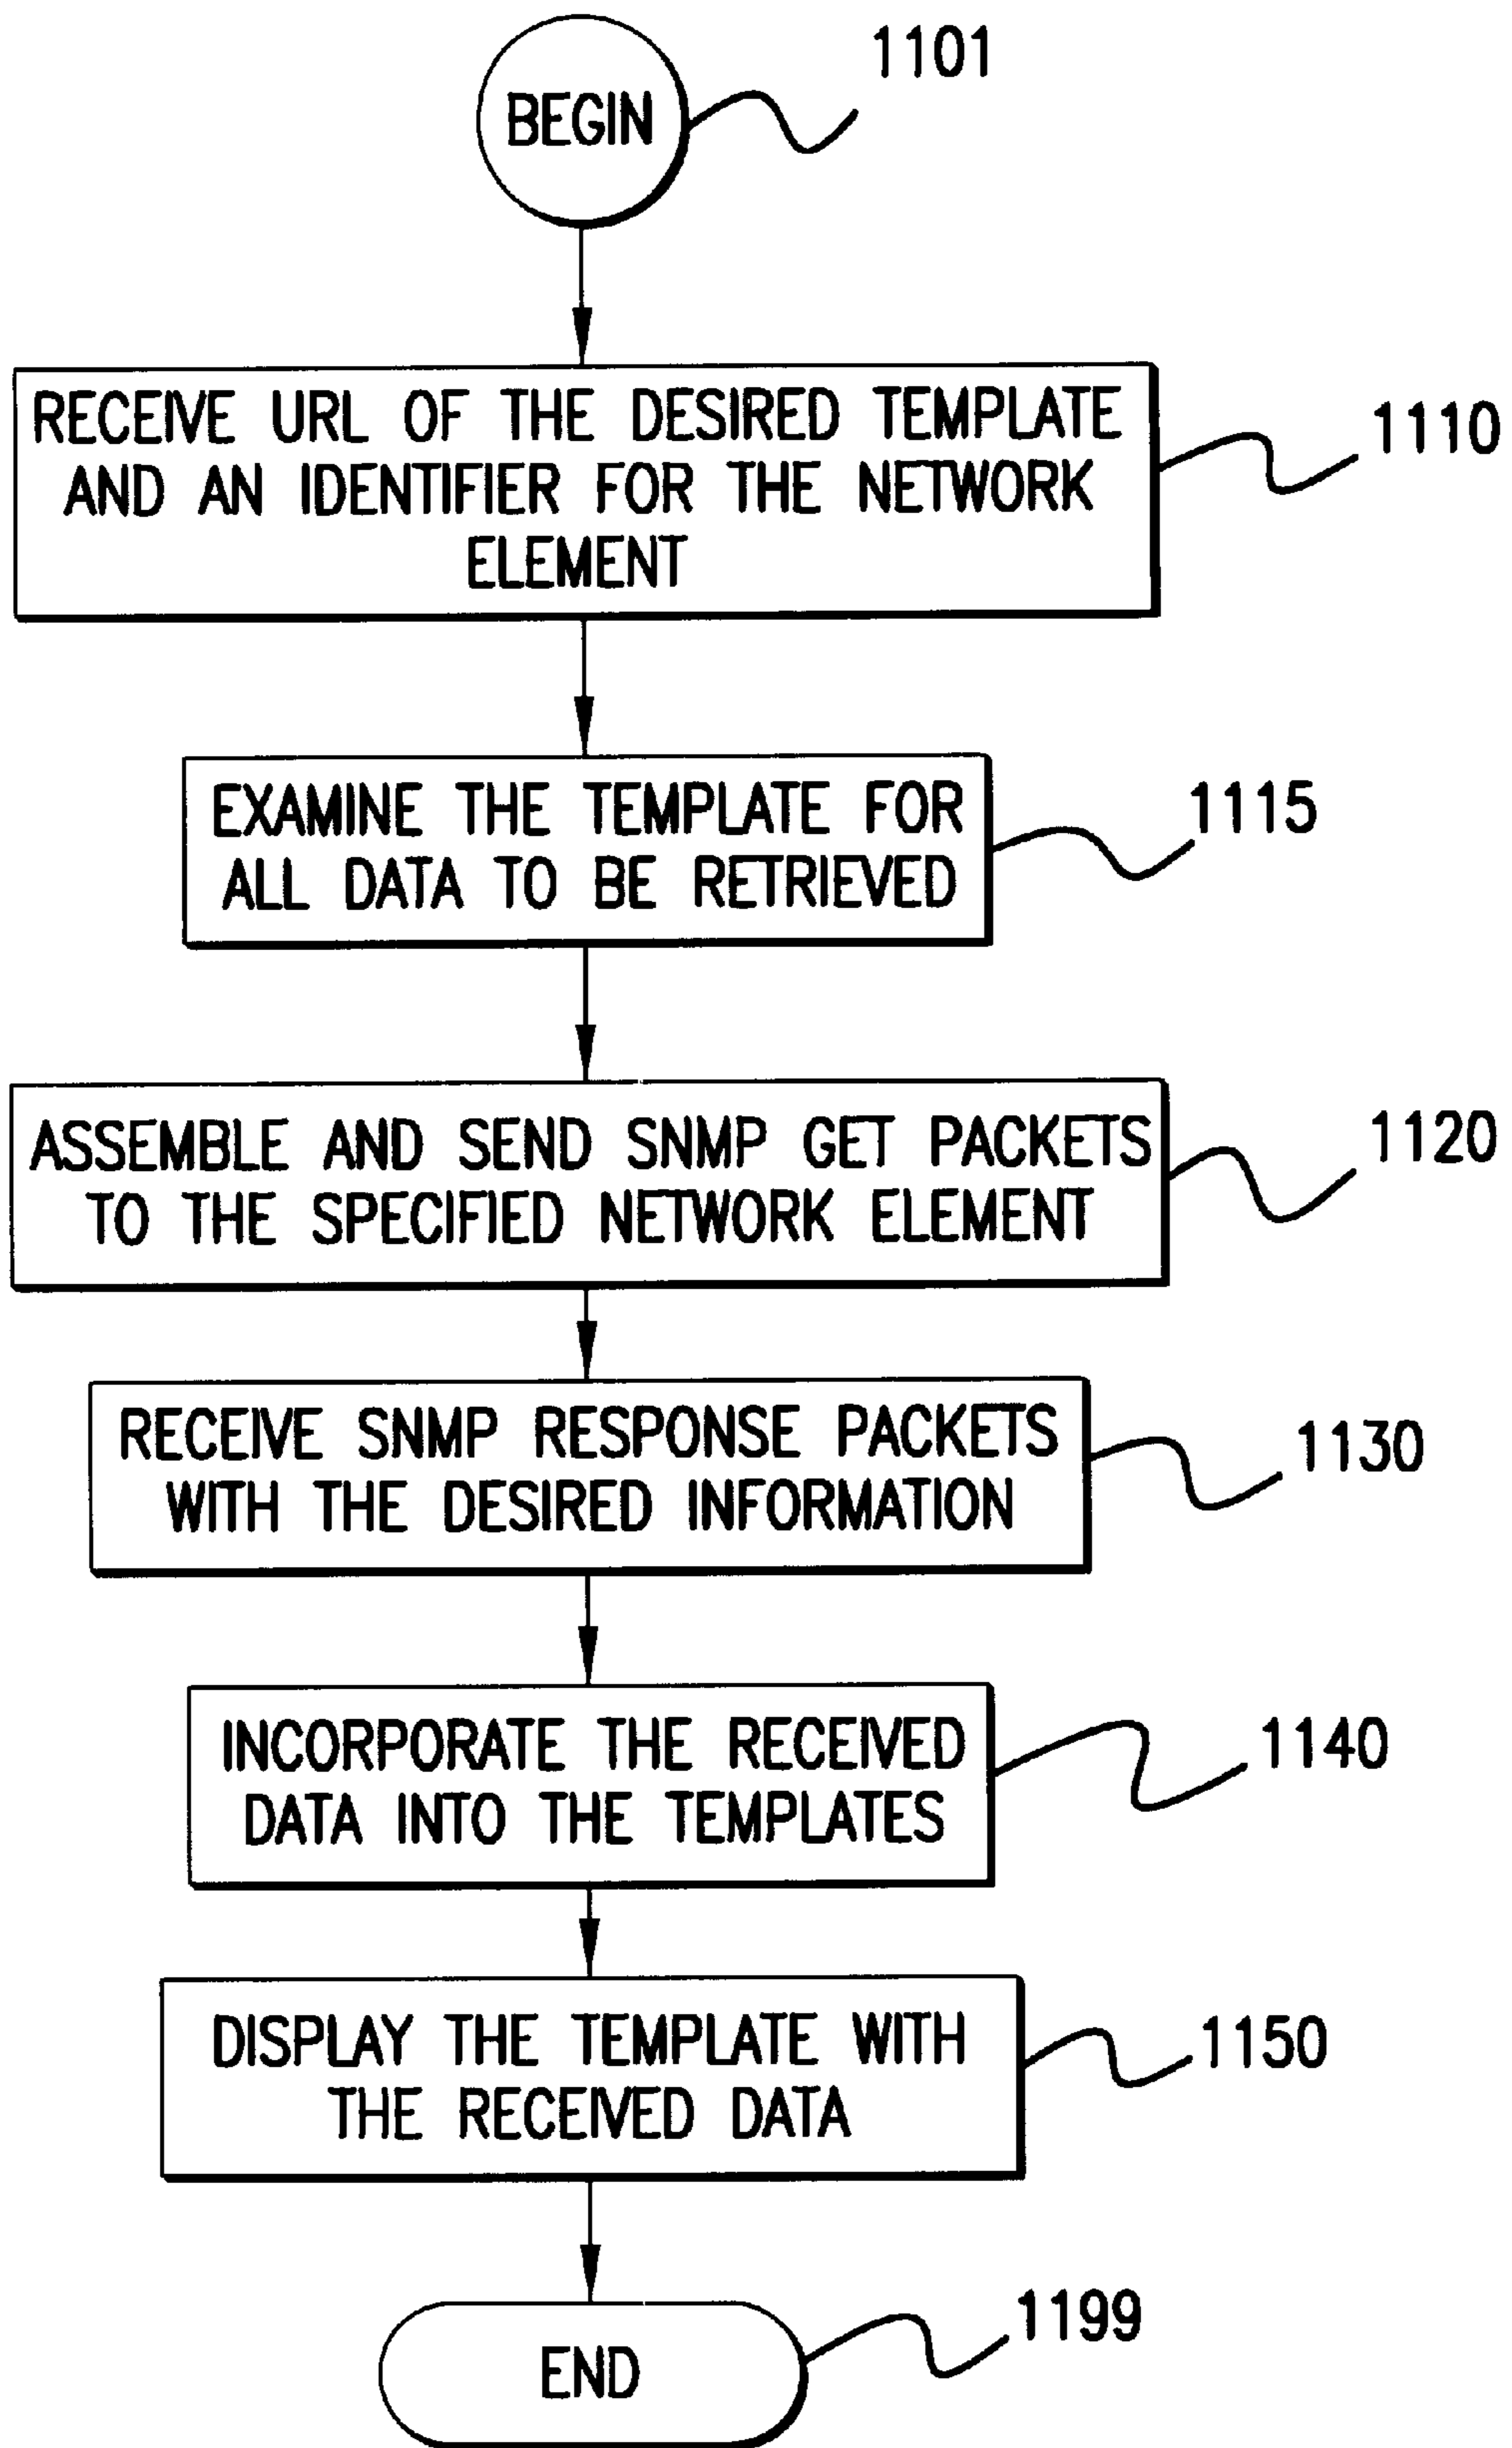 BEGIN
1101
RECEIVE URL OF THE DESIRED TEMPLATE
AND AN IDENTIFIER FOR THE NETWORK
ELEMENT
1110
EXAMINE THE TEMPLATE FOR
ALL DATA TO BE RETRIEVED
1115
ASSEMBLE AND SEND SNMP GET PACKETS
TO THE SPECIFIED NETWORK ELEMENT
1120
RECEIVE SNMP RESPONSE PACKETS
WITH THE DESIRED INFORMATION
1130
INCORPORATE THE RECEIVED
DATA INTO THE TEMPLATES
1140
DISPLAY THE TEMPLATE WITH
THE RECEIVED DATA
1150
END
1199